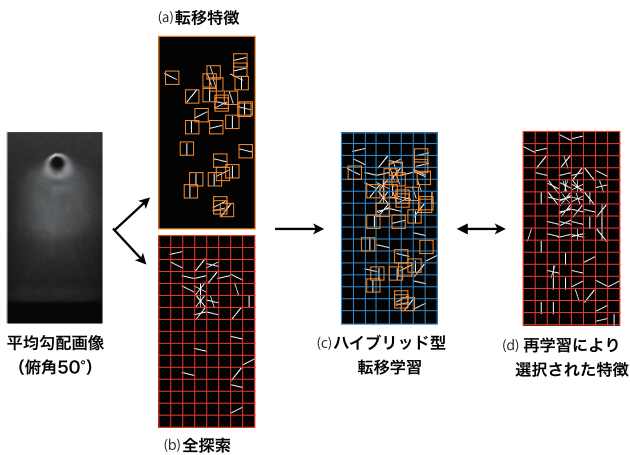 (a)転移特徴
平均勾配画像
(俯角50°)
(b)全探索
(c)ハイブリッド型
転移学習
(d)再学習により
選択された特徴